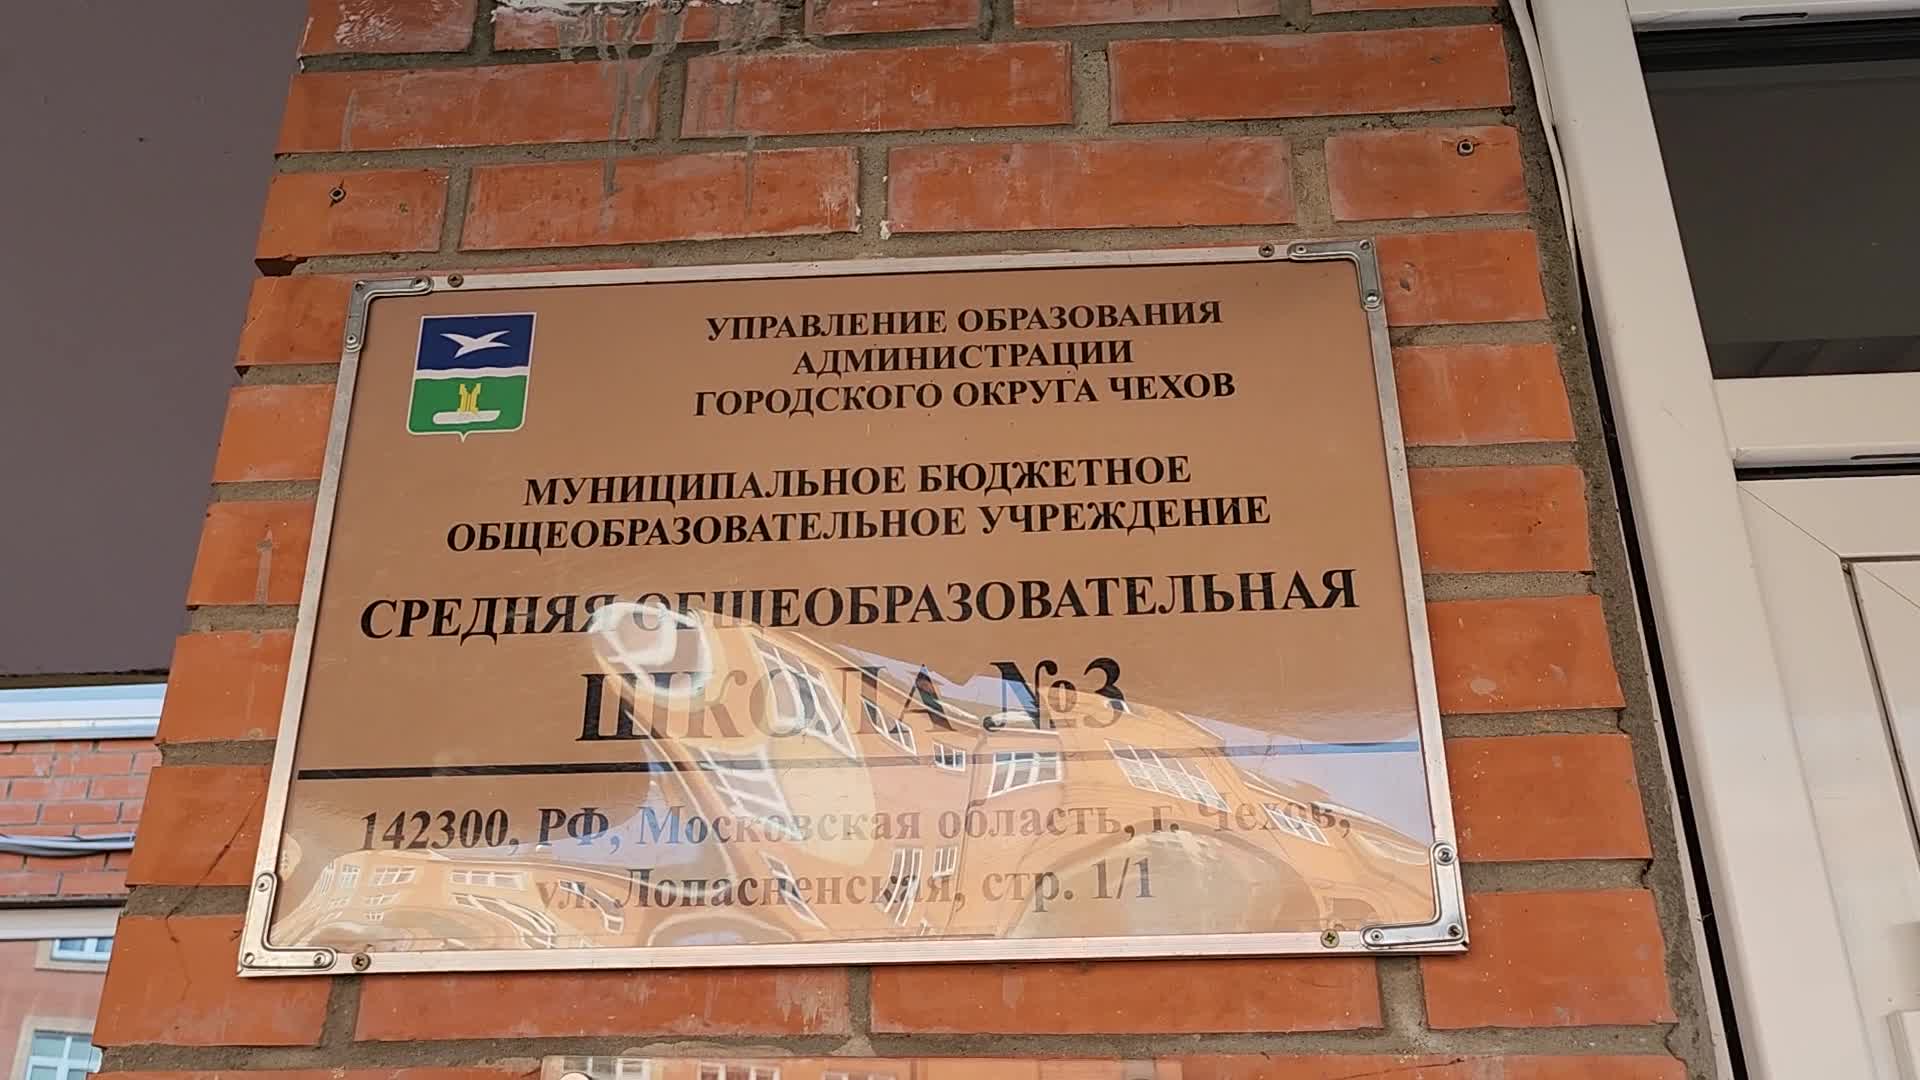 УПРАВЛЕНИЕ ОБРАЗОВАНИЯ
АДМИНИСТРАЦИИ
ГОРОДСКОГО ОКРУГА ЧЕХОВ
МУНИЦИПАЛЬНОЕ БЮДЖЕТНОЕ
ОБЩЕОБРАЗОВАТЕЛЬНОЕ УЧРЕЖДЕНИЕ
СРЕДНЯЯ ОБЩЕОБРАЗОВАТЕЛЬНАЯ
ШКОЛА №3
142300, РФ, Московская область, г. Чехов,
ул. Лопасненская, стр. 1/1